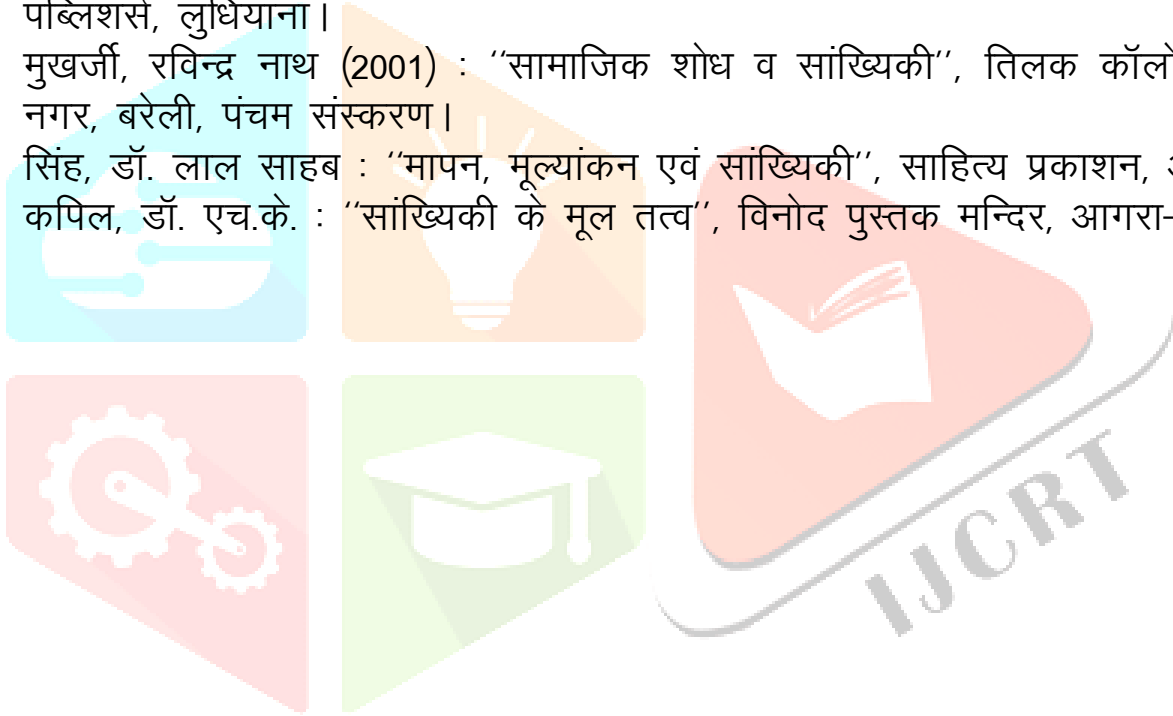 पब्लिशर्स, लुधियाना।
मुखर्जी, रविन्द्र नाथ (2001) : ‘‘सामाजिक शोध व सांख्यिकी’’, तिलक
नगर, बरेली, पंचम संस्करण।
सिंह, डॉ. लाल साहब : ‘‘मापन, मूल्यांकन एवं सांख्यिकी’’, साहित्य प्रकाशन,
कपिल, डॉ. एच.के. : ‘‘सांख्यिकी के मूल तत्व’’, विनोद पुस्तक मन्दिर, आगरा-
IJCRT